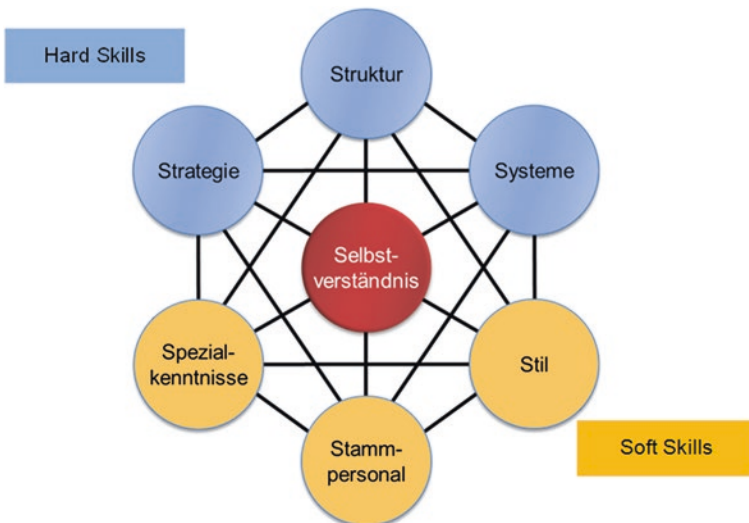 Hard Skills
Struktur
Strategie
Systeme
Selbst-
verständnis
Spezial-
kenntnisse
Stil
Stamm-
personal
Soft Skills